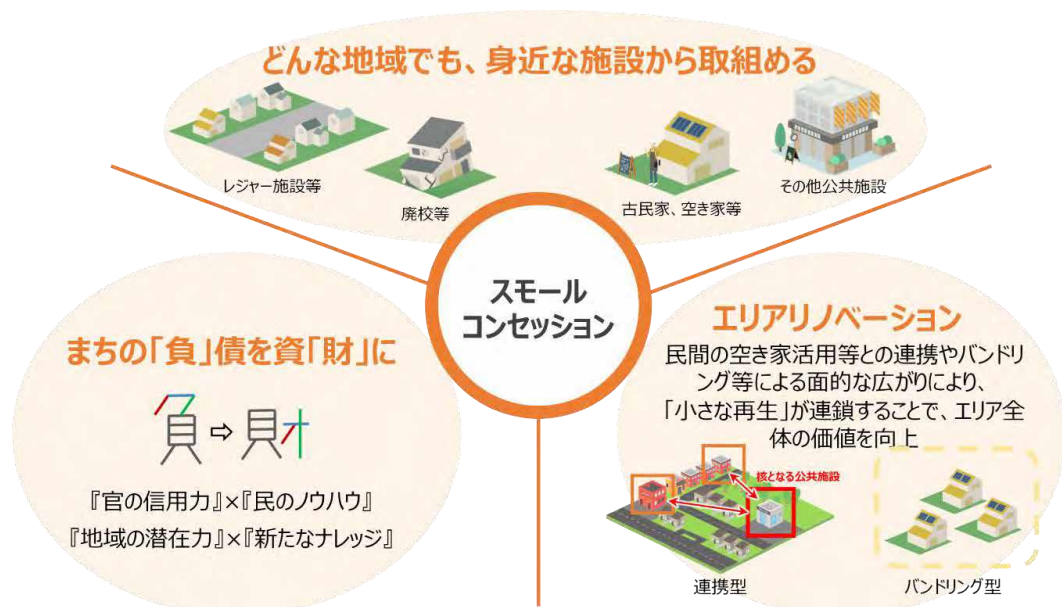 どんな地域でも、身近な施設から取組める
レジャー施設等
廃校等
古民家、空き家等
その他公共施設
スモール
コンセッション
まちの「負」債を資「財」に
負⇨財
『官の信用力』×『民のノウハウ』
『地域の潜在力』×『新たなナレッジ』
エリアリノベーション
民間の空き家活用等との連携やバンドリ
ング等による面的な広がりにより、
「小さな再生」が連鎖することで、エリア全
体の価値を向上
核となる公共施設
連携型
バンドリング型